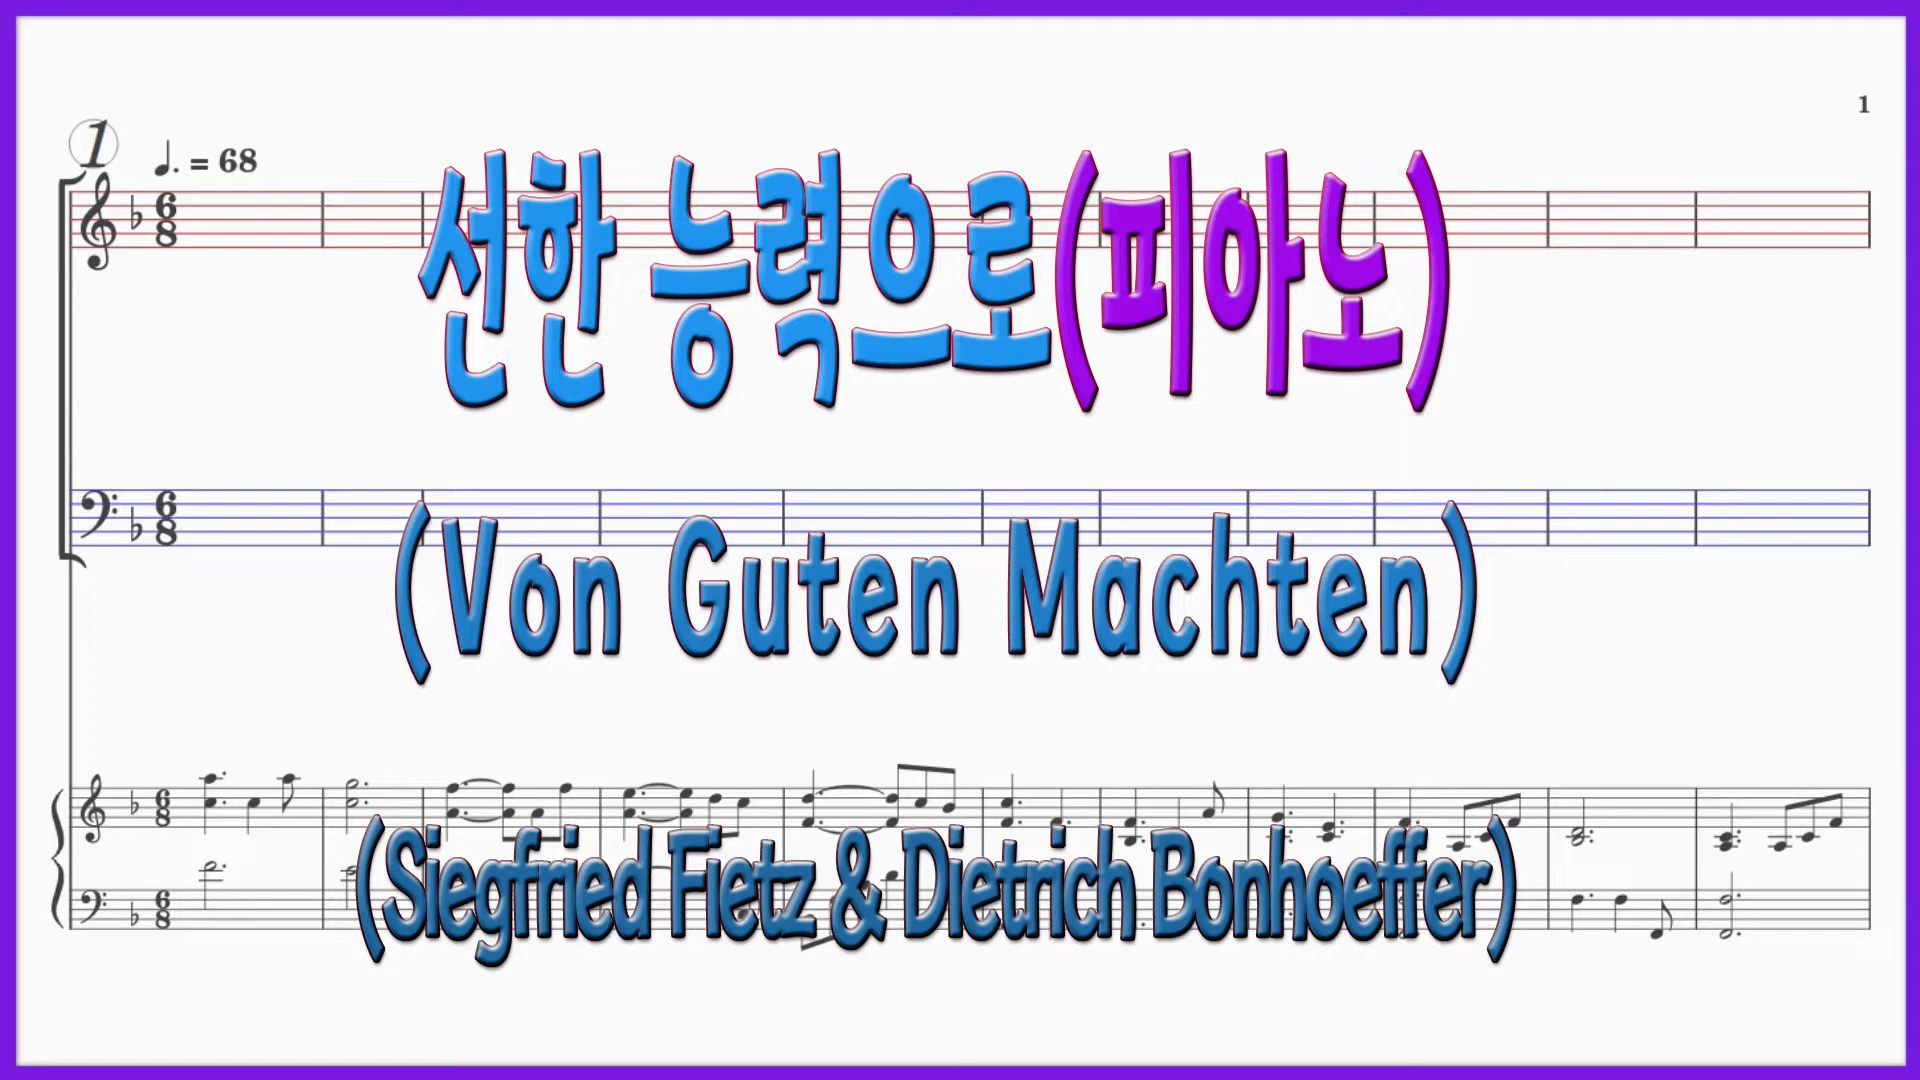 1
1
♩. = 68
선한 능력으로(피아노)
(Von Guten Machten)
(Siegfried Fietz & Dietrich Bonhoeffer)